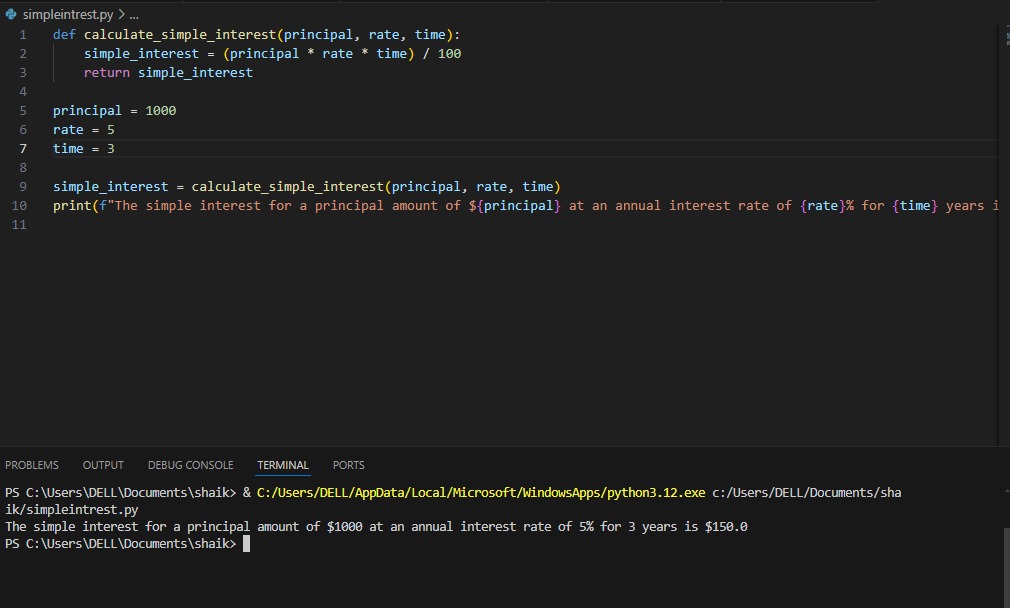 simpleintrest.py > ...
1 def calculate_simple_interest(principal, rate, time):
2     simple_interest = (principal * rate * time) / 100
3     return simple_interest
4
5 principal = 1000
6 rate = 5
7 time = 3
8
9 simple_interest = calculate_simple_interest(principal, rate, time)
10 print(f"The simple interest for a principal amount of ${principal} at an annual interest rate of {rate}% for {time} years i
11
PROBLEMS OUTPUT DEBUG CONSOLE TERMINAL PORTS
PS C:\Users\DELL\Documents\shaik> & C:/Users/DELL/AppData/Local/Microsoft/WindowsApps/python3.12.exe c:/Users/DELL/Documents/sha
ik/simpleintrest.py
The simple interest for a principal amount of $1000 at an annual interest rate of 5% for 3 years is $150.0
PS C:\Users\DELL\Documents\shaik>